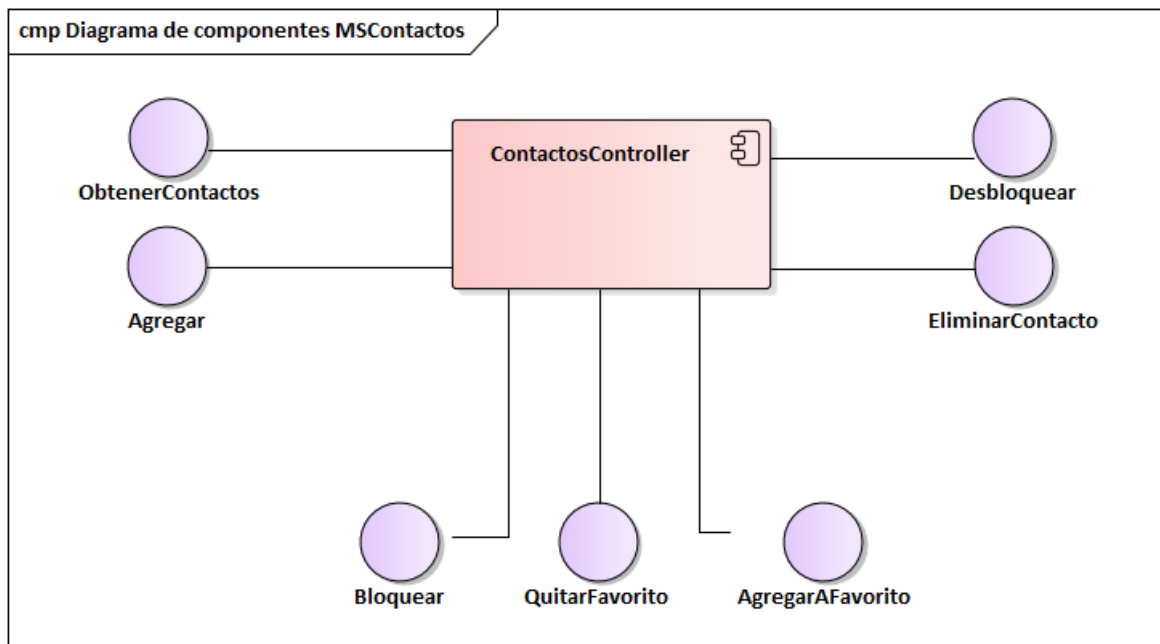 cmp Diagrama de componentes MSContactos
ContactosController
ObtenerContactos
Desbloquear
Agregar
EliminarContacto
Bloquear
QuitarFavorito
AgregarAFavorito